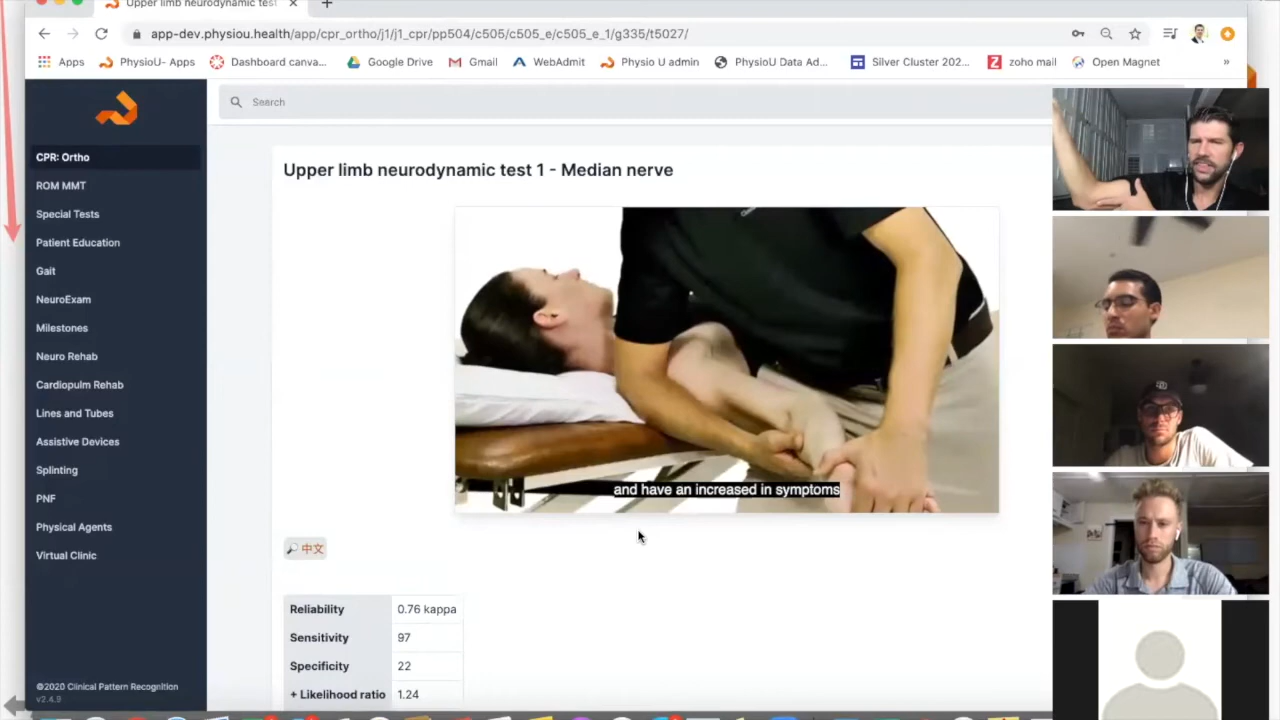 Upper limb neurodynamic test
app-dev.physiou.health/app/cpr_ortho/j1/j1_cpr/pp504/c505/c505_e/c505_e_1/g335/t5027/
Apps
PhysioU- Apps
Dashboard canva...
Google Drive
Gmail
WebAdmit
Physio U admin
PhysioU Data Ad...
Silver Cluster 202...
zoho mail
Open Magnet
»
Search
CPR: Ortho
ROM MMT
Special Tests
Patient Education
Gait
NeuroExam
Milestones
Neuro Rehab
Cardiopulm Rehab
Lines and Tubes
Assistive Devices
Splinting
PNF
Physical Agents
Virtual Clinic
©2020 Clinical Pattern Recognition
v2.4.9
Upper limb neurodynamic test 1 - Median nerve
and have an increased in symptoms
中文
Reliability 0.76 kappa
Sensitivity 97
Specificity 22
+ Likelihood ratio 1.24